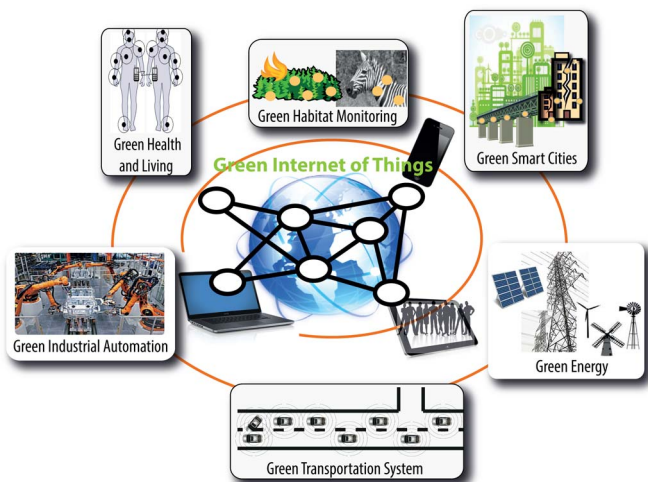 Green Health
and Living
Green Habitat Monitoring
Green Smart Cities
Green Internet of Things
Green Industrial Automation
Green Energy
Green Transportation System